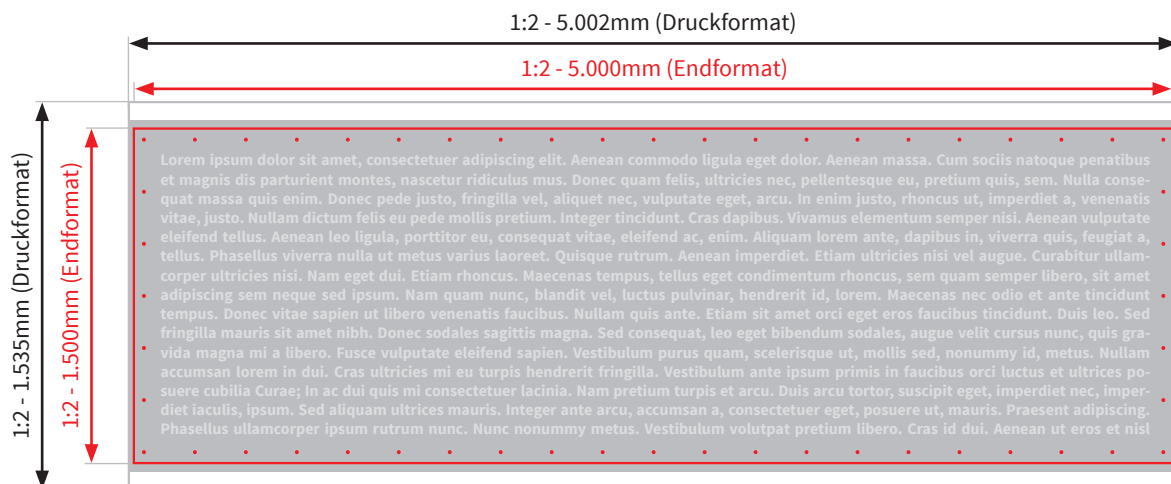 1:2 - 5.002mm (Druckformat)
1:2 - 5.000mm (Endformat)
1:2 - 1.535mm (Druckformat)
1:2 - 1.500mm (Endformat)
Lorem ipsum dolor sit amet, consectetuer adipiscing elit. Aenean commodo ligula eget dolor. Aenean massa. Cum sociis natoque penatibus
et magnis dis parturient montes, nascetur ridiculus mus. Donec quam felis, ultricies nec, pellentesque eu, pretium quis, sem. Nulla conse-
quat massa quis enim. Donec pede justo, fringilla vel, aliquet nec, vulputate eget, arcu. In enim justo, rhoncus ut, imperdiet a, venenatis
vitae, justo. Nullam dictum felis eu pede mollis pretium. Integer tincidunt. Cras dapibus. Vivamus elementum semper nisi. Aenean vulputate
eleifend tellus. Aenean leo ligula, porttitor eu, consequat vitae, eleifend ac, enim. Aliquam lorem ante, dapibus in, viverra quis, feugiat a,
tellus. Phasellus viverra nulla ut metus varius laoreet. Quisque rutrum. Aenean imperdiet. Etiam ultricies nisi vel augue. Curabitur ullam-
corper ultricies nisi. Nam eget dui. Etiam rhoncus. Maecenas tempus, tellus eget condimentum rhoncus, sem quam semper libero, sit amet
adipiscing sem neque sed ipsum. Nam quam nunc, blandit vel, luctus pulvinar, hendrerit id, lorem. Maecenas nec odio et ante tincidunt
tempus. Donec vitae sapien ut libero venenatis faucibus. Nullam quis ante. Etiam sit amet orci eget eros faucibus tincidunt. Duis leo. Sed
fringilla mauris sit amet nibh. Donec sodales sagittis magna. Sed consequat, leo eget bibendum sodales, augue velit cursus nunc, quis gra-
vida magna mi a libero. Fusce vulputate eleifend sapien. Vestibulum purus quam, scelerisque ut, mollis sed, nonummy id, metus. Nullam
accumsan lorem in dui. Cras ultricies mi eu turpis hendrerit fringilla. Vestibulum ante ipsum primis in faucibus orci luctus et ultrices po-
suere cubilia Curae; In ac dui quis mi consectetuer lacinia. Nam pretium turpis et arcu. Duis arcu tortor, suscipit eget, imperdiet nec, imper-
diet iaculis, ipsum. Sed aliquam ultrices mauris. Integer ante arcu, accumsan a, consectetuer eget, posuere ut, mauris. Praesent adipiscing.
Phasellus ullamcorper ipsum rutrum nunc. Nunc nonummy metus. Vestibulum volutpat pretium libero. Cras id dui. Aenean ut eros et nisl